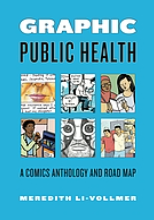 GRAPHIC
PUBLIC HEALTH
A COMICS ANTHOLOGY AND ROAD MAP
MEREDITH LI-VOLLMER